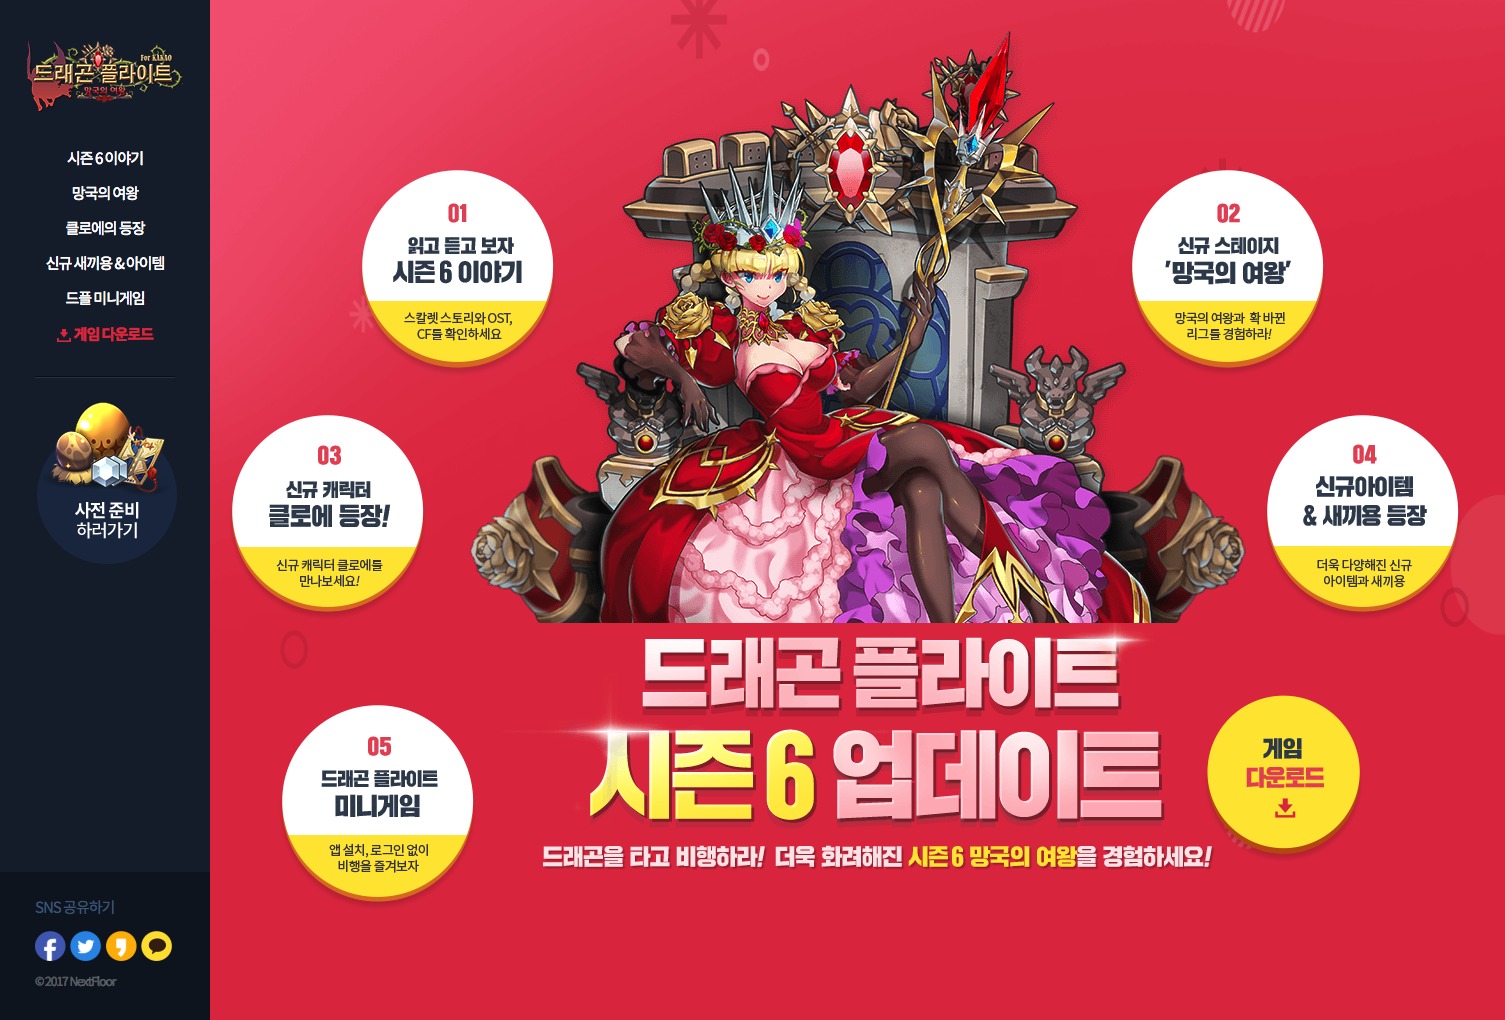 For KAKAO
드래곤 플라이트
망국의 여왕
시즌 6 이야기
망국의 여왕
클로에의 등장
신규 새끼용 & 아이템
드플 미니게임
게임 다운로드
사전 준비
하러가기
SNS 공유하기
© 2017 NextFloor
01
읽고 듣고 보자
시즌 6 이야기
스칼렛 스토리와 OST,
CF를 확인하세요
02
신규 스테이지
'망국의 여왕'
망국의 여왕과 확 바뀐
리그를 경험하라!
03
신규 캐릭터
클로에 등장!
신규 캐릭터 클로에를
만나보세요!
04
신규아이템
& 새끼용 등장
더욱 다양해진 신규
아이템과 새끼용
드래곤 플라이트
시즌 6 업데이트
드래곤을 타고 비행하라! 더욱 화려해진 시즌 6 망국의 여왕을 경험하세요!
05
드래곤 플라이트
미니게임
앱 설치, 로그인 없이
비행을 즐겨보자
게임
다운로드